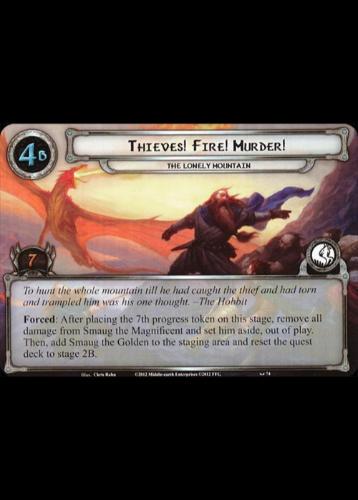 4B
THIEVES! FIRE! MURDER!
THE LONELY MOUNTAIN
7
To hunt the whole mountain till he had caught the thief and had torn
and trampled him was his one thought. –The Hobbit
Forced: After placing the 7th progress token on this stage, remove all
damage from Smaug the Magnificent and set him aside, out of play.
Then, add Smaug the Golden to the staging area and reset the quest
deck to stage 2B.
©2012 Middle-earth Enterprises ©2012 FFG
74